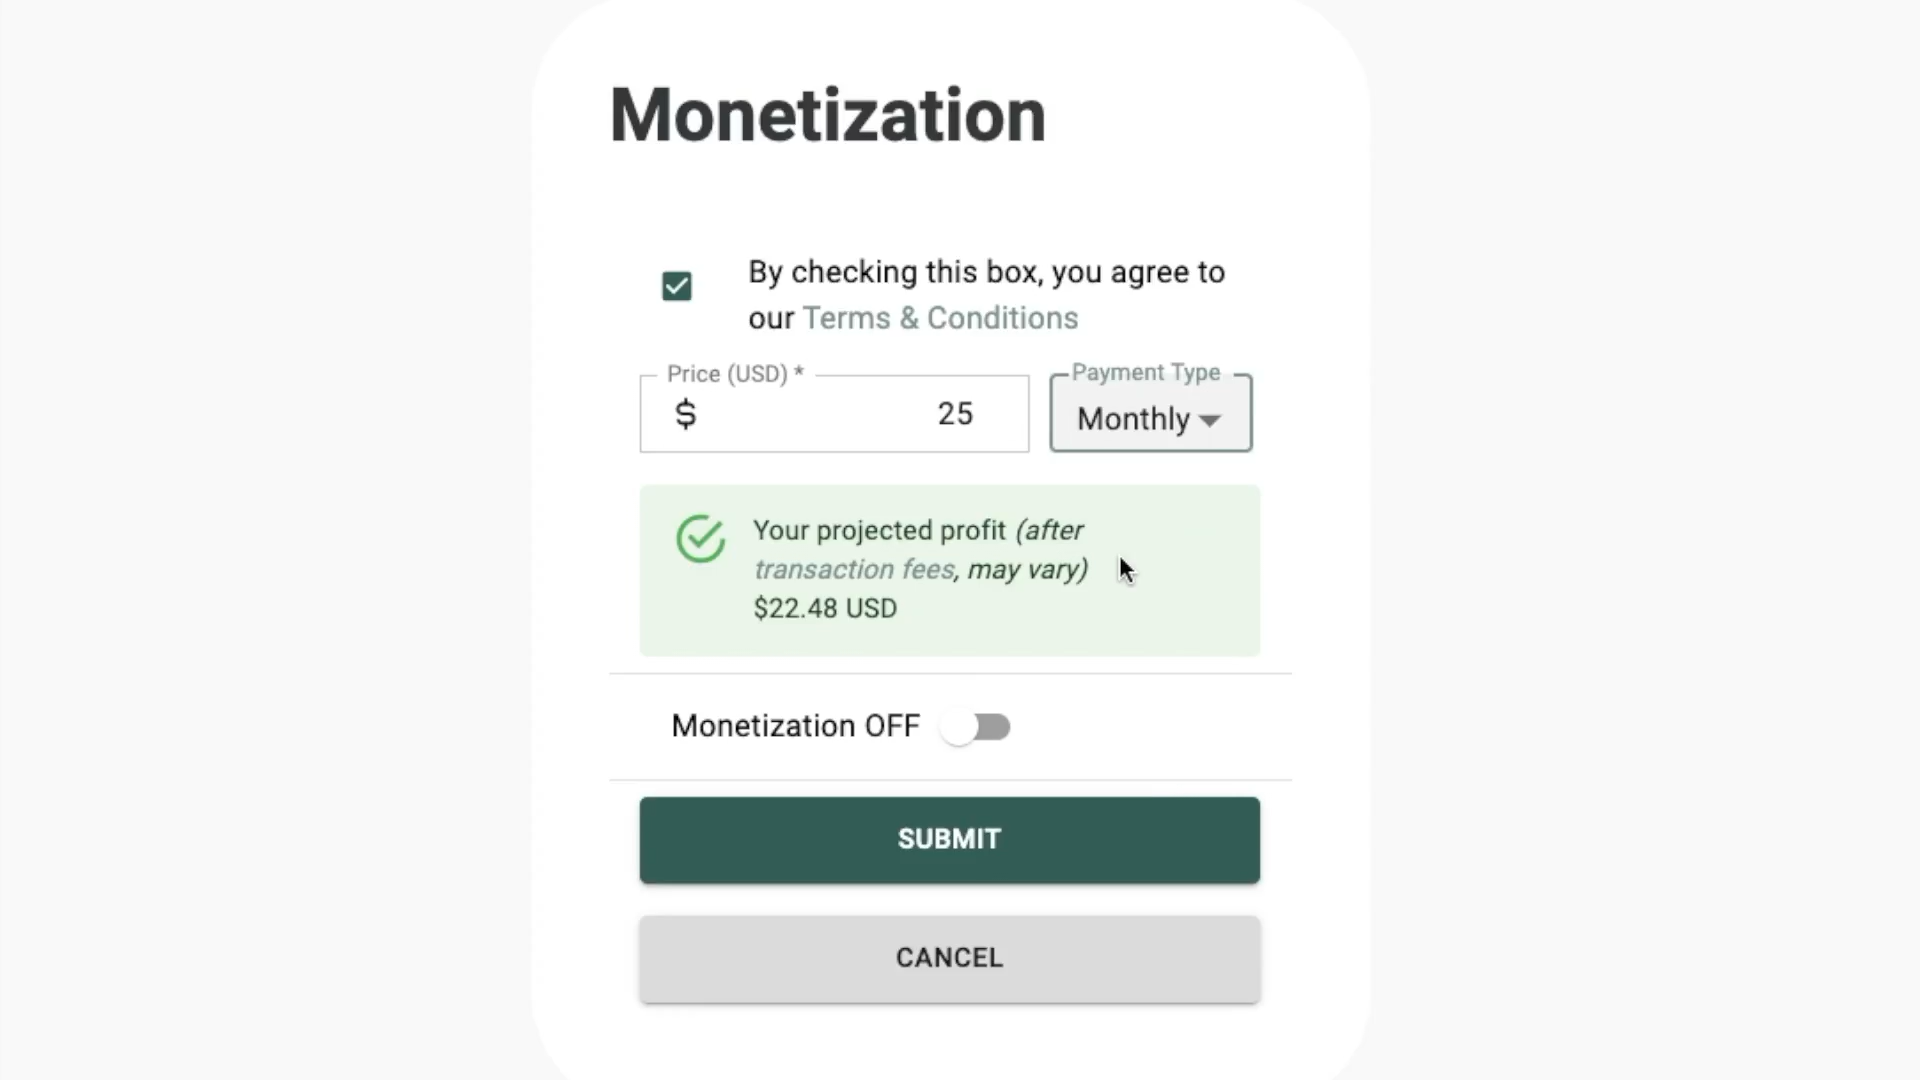 Monetization
By checking this box, you agree to
our Terms & Conditions
Price (USD) *
$ 25
Payment Type
Monthly
Your projected profit (after
transaction fees, may vary)
$22.48 USD
Monetization OFF
SUBMIT
CANCEL